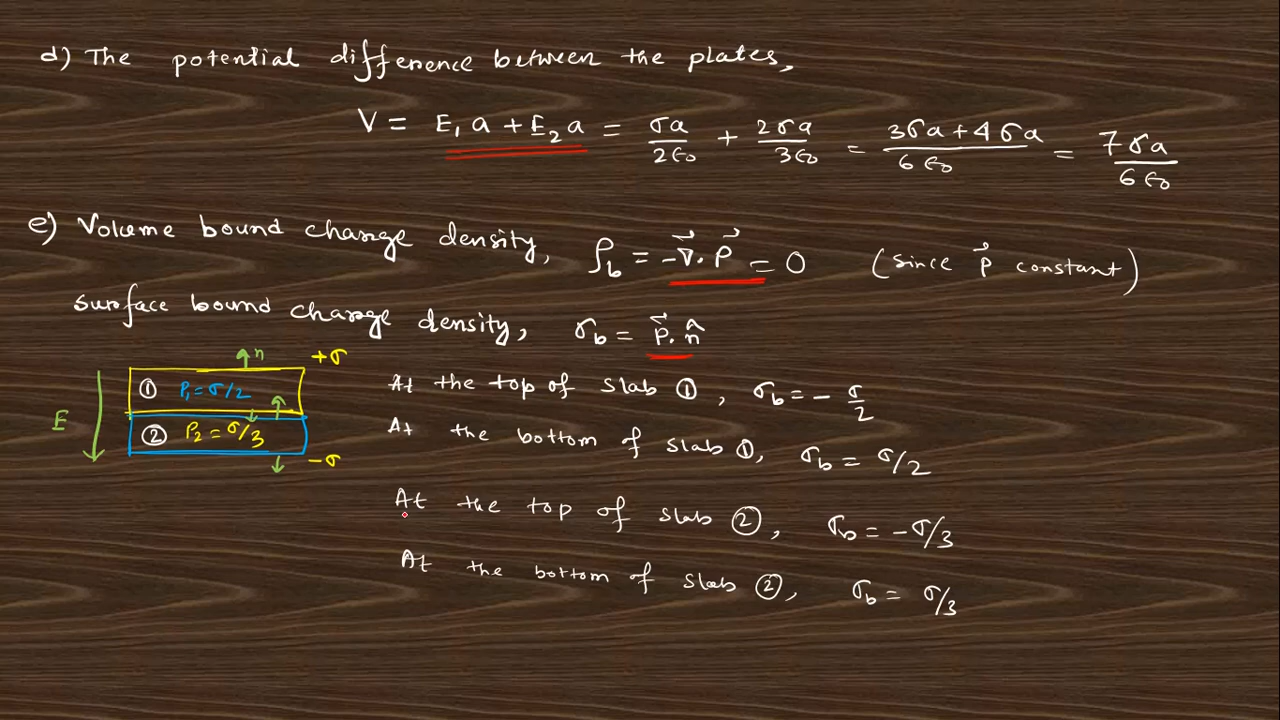 d) The potential difference between the plates,
V = E₁a + E₂a = σa/2ε₀ + 2σa/3ε₀ = 3σa + 4σa/6ε₀ = 7σa/6ε₀
e) Volume bound charge density, ρ_b = -∇⃗·P⃗ = 0 (since P⃗ constant)
Surface bound charge density, σ_b = P⃗·n̂
n +σ
① P₁ = σ/2
E
② P₂ = σ/3
-σ
At the top of slab ①, σ_b = - σ/2
At the bottom of slab ①, σ_b = σ/2
At the top of slab ②, σ_b = -σ/3
At the bottom of slab ②, σ_b = σ/3